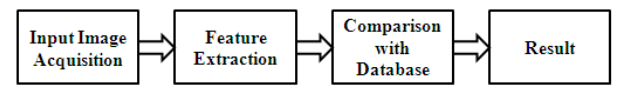 Input Image
Acquisition
Feature
Extraction
Comparison
with
Database
Result